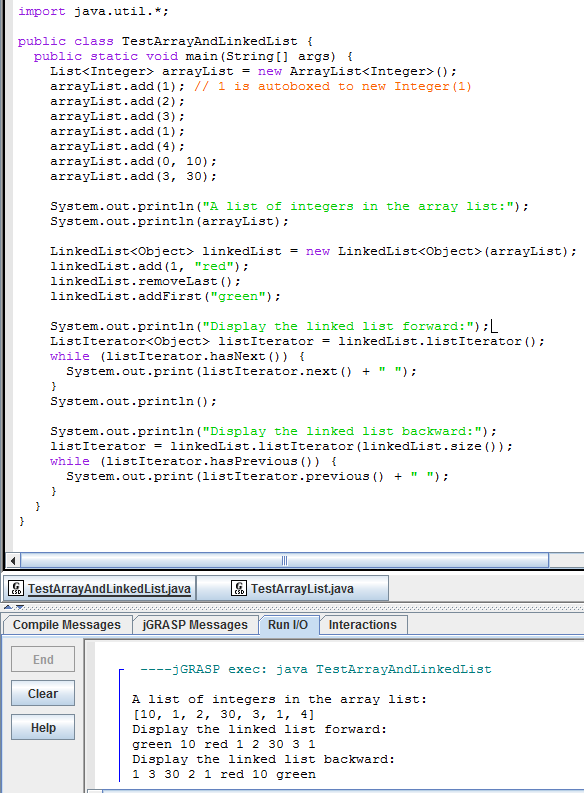 import java.util.*;

public class TestArrayAndLinkedList {
  public static void main(String[] args) {
    List<Integer> arrayList = new ArrayList<Integer>();
    arrayList.add(1); // 1 is autoboxed to new Integer(1)
    arrayList.add(2);
    arrayList.add(3);
    arrayList.add(1);
    arrayList.add(4);
    arrayList.add(0, 10);
    arrayList.add(3, 30);

    System.out.println("A list of integers in the array list:");
    System.out.println(arrayList);

    LinkedList<Object> linkedList = new LinkedList<Object>(arrayList);
    linkedList.add(1, "red");
    linkedList.removeLast();
    linkedList.addFirst("green");

    System.out.println("Display the linked list forward:");
    ListIterator<Object> listIterator = linkedList.listIterator();
    while (listIterator.hasNext()) {
      System.out.print(listIterator.next() + " ");
    }
    System.out.println();

    System.out.println("Display the linked list backward:");
    listIterator = linkedList.listIterator(linkedList.size());
    while (listIterator.hasPrevious()) {
      System.out.print(listIterator.previous() + " ");
    }
  }
}
TestArrayAndLinkedList.java TestArrayList.java
Compile Messages jGRASP Messages Run I/O Interactions
End
Clear
Help
----jGRASP exec: java TestArrayAndLinkedList
A list of integers in the array list:
[10, 1, 2, 30, 3, 1, 4]
Display the linked list forward:
green 10 red 1 2 30 3 1
Display the linked list backward:
1 3 30 2 1 red 10 green